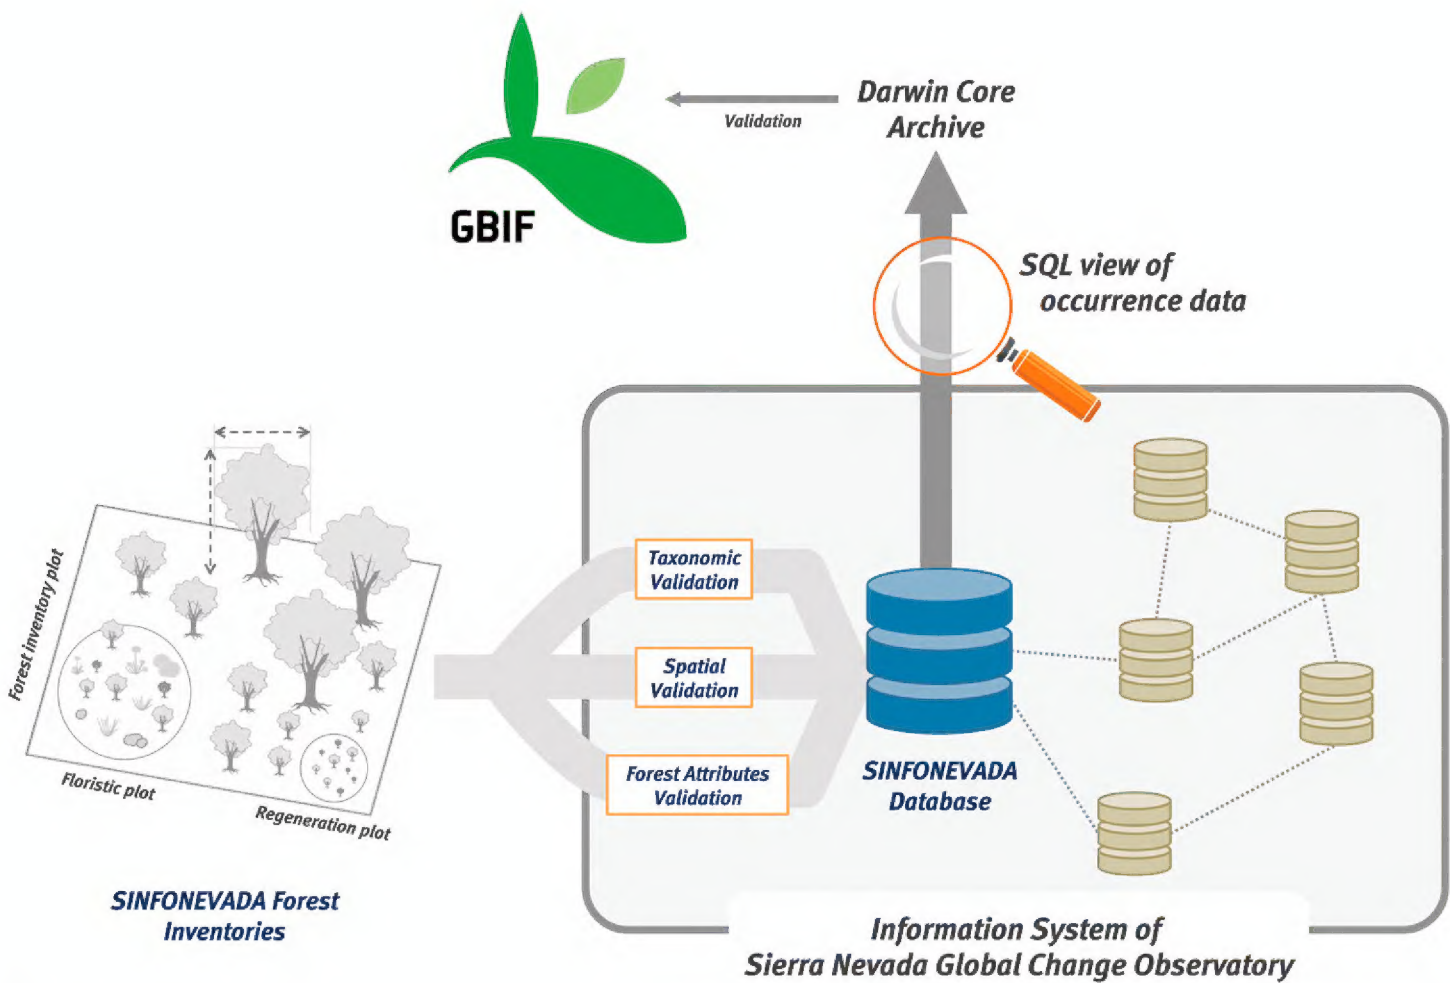 Darwin Core
Archive
Validation
GBIF
SQL view of
occurrence data
Forest inventory plot
Floristic plot
Regeneration plot
SINFONEVADA Forest
Inventories
Taxonomic
Validation
Spatial
Validation
Forest Attributes
Validation
SINFONEVADA
Database
Information System of
Sierra Nevada Global Change Observatory